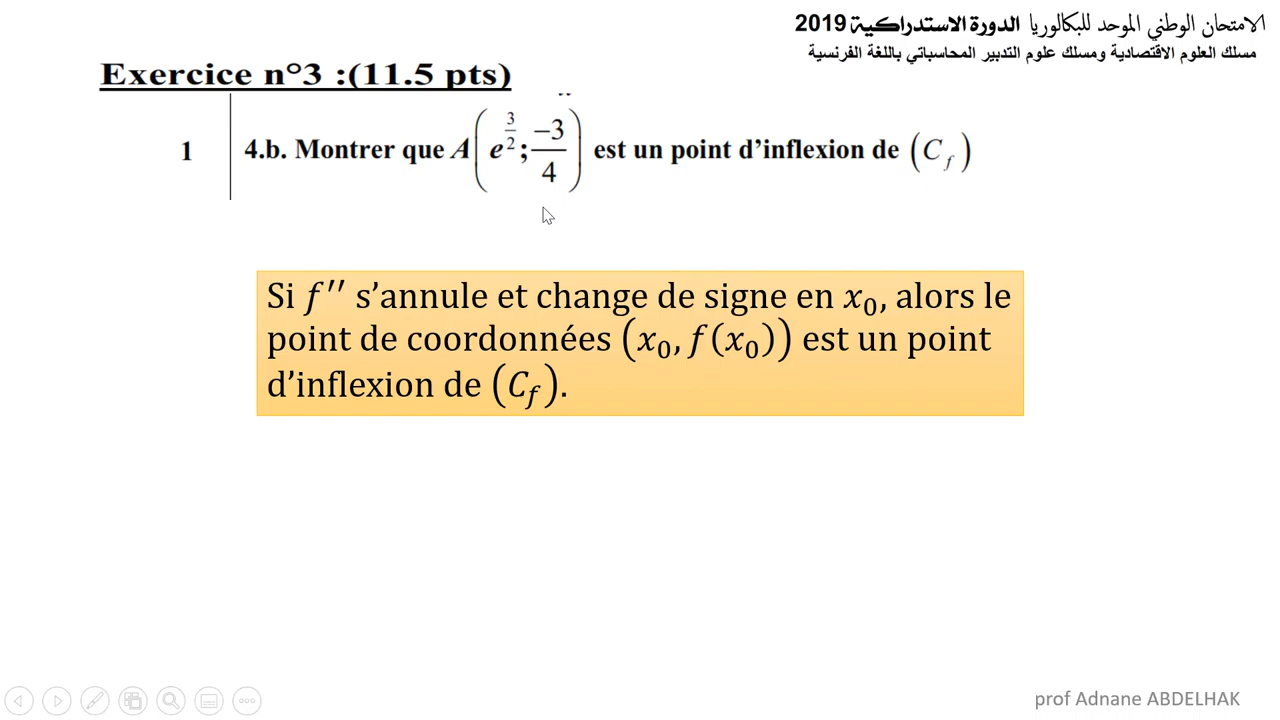 الامتحان الوطني الموحد للبكالوريا الدورة الاستدراكية 2019
مسلك العلوم الاقتصادية ومسلك علوم التدبير المحاسباتي باللغة الفرنسية
Exercice n°3 :(11.5 pts)
1 4.b. Montrer que A(e^{3/2}; -3/4) est un point d'inflexion de (C_f)
Si f′′ s'annule et change de signe en x₀, alors le
point de coordonnées (x₀, f(x₀)) est un point
d'inflexion de (C_f).
prof Adnane ABDELHAK